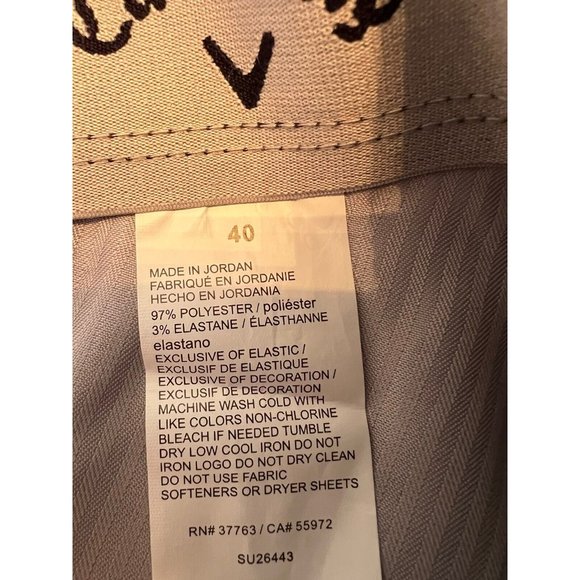 V
40
MADE IN JORDAN
FABRIQUÉ EN JORDANIE
HECHO EN JORDANIA
97% POLYESTER / poliéster
3% ELASTANE / ÉLASTHANNE
elastano
EXCLUSIVE OF ELASTIC /
EXCLUSIF DE ELASTIQUE
EXCLUSIVE OF DECORATION /
EXCLUSIF DE DECORATION
MACHINE WASH COLD WITH
LIKE COLORS NON-CHLORINE
BLEACH IF NEEDED TUMBLE
DRY LOW COOL IRON DO NOT
IRON LOGO DO NOT DRY CLEAN
DO NOT USE FABRIC
SOFTENERS OR DRYER SHEETS
RN# 37763 / CA# 55972
SU26443